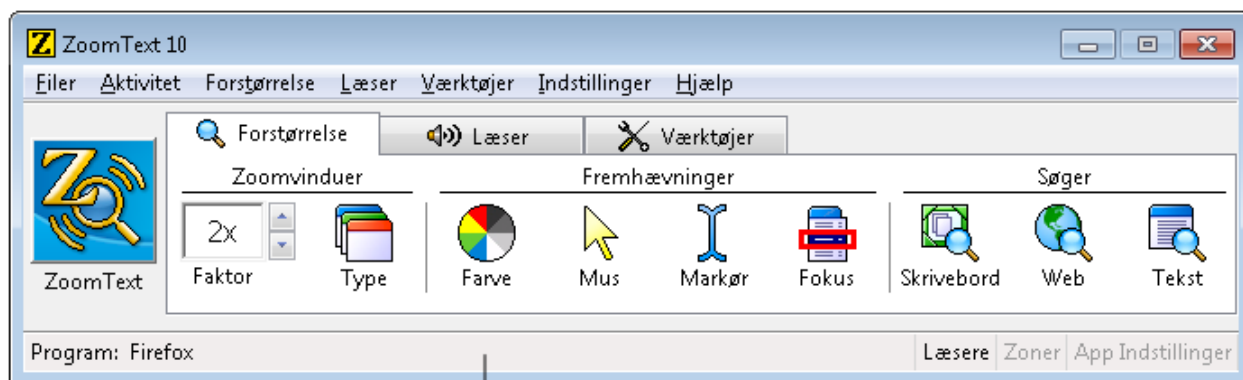 ZoomText 10
Filer Aktivitet Forstørrelse Læser Værktøjer Indstillinger Hjælp
Forstørrelse Læser Værktøjer
Zoomvinduer Fremhævninger Søger
2x
Faktor Type Farve Mus Markør Fokus Skrivebord Web Tekst
ZoomText
Program: Firefox Læsere Zoner App Indstillinger